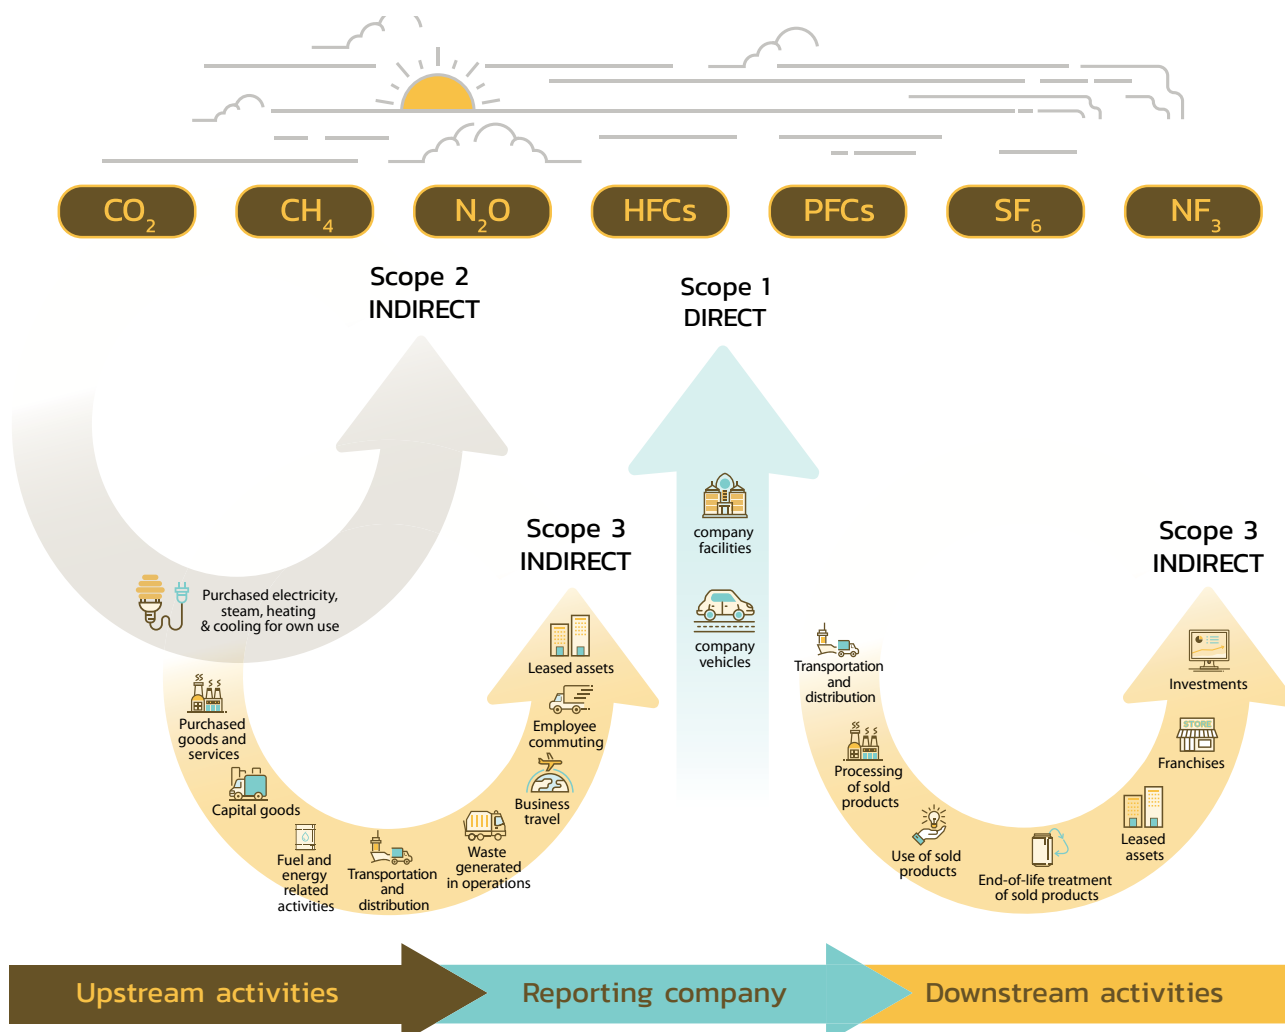 CO2
CH4
N2O
HFCs
PFCs
SF6
NF3
Scope 2
INDIRECT
Scope 1
DIRECT
Purchased electricity,
steam, heating
& cooling for own use
Scope 3
INDIRECT
Purchased
goods and
services
Capital goods
Fuel and
energy
related
activities
Transportation
and
distribution
Waste
generated
in operations
Business
travel
Employee
commuting
Leased assets
company
facilities
company
vehicles
Scope 3
INDIRECT
Transportation
and
distribution
Processing
of sold
products
Use of sold
products
End-of-life treatment
of sold products
Leased
assets
STORE
Franchises
Investments
Upstream activities
Reporting company
Downstream activities